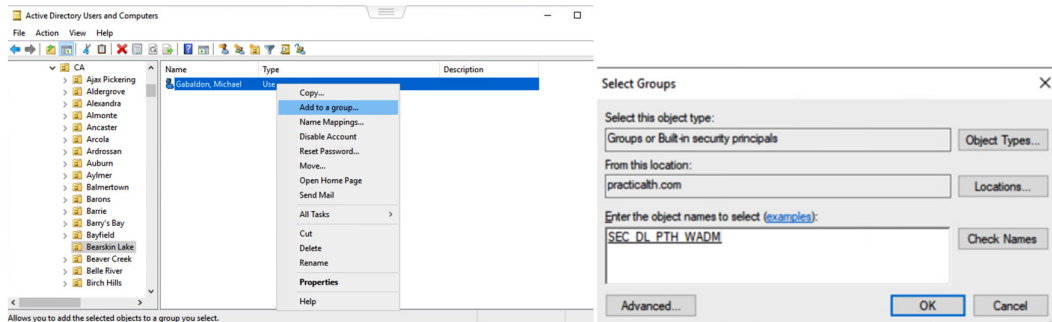 Active Directory Users and Computers
File Action View Help
CA
Ajax Pickering
Aldergrove
Alexandra
Almonte
Ancaster
Arcola
Ardrossan
Auburn
Aylmer
Balmertown
Barons
Barrie
Barry's Bay
Bayfield
Bearskin Lake
Beaver Creek
Belle River
Birch Hills
Name Type Description
Gabaldon, Michael Use
Copy...
Add to a group...
Name Mappings...
Disable Account
Reset Password...
Move...
Open Home Page
Send Mail
All Tasks
Cut
Delete
Rename
Properties
Help
Allows you to add the selected objects to a group you select.
Select Groups
Select this object type:
Groups or Built-in security principals
Object Types...
From this location:
practicalth.com
Locations...
Enter the object names to select (examples):
SEC_DL_PTH_WADM
Check Names
Advanced...
OK
Cancel